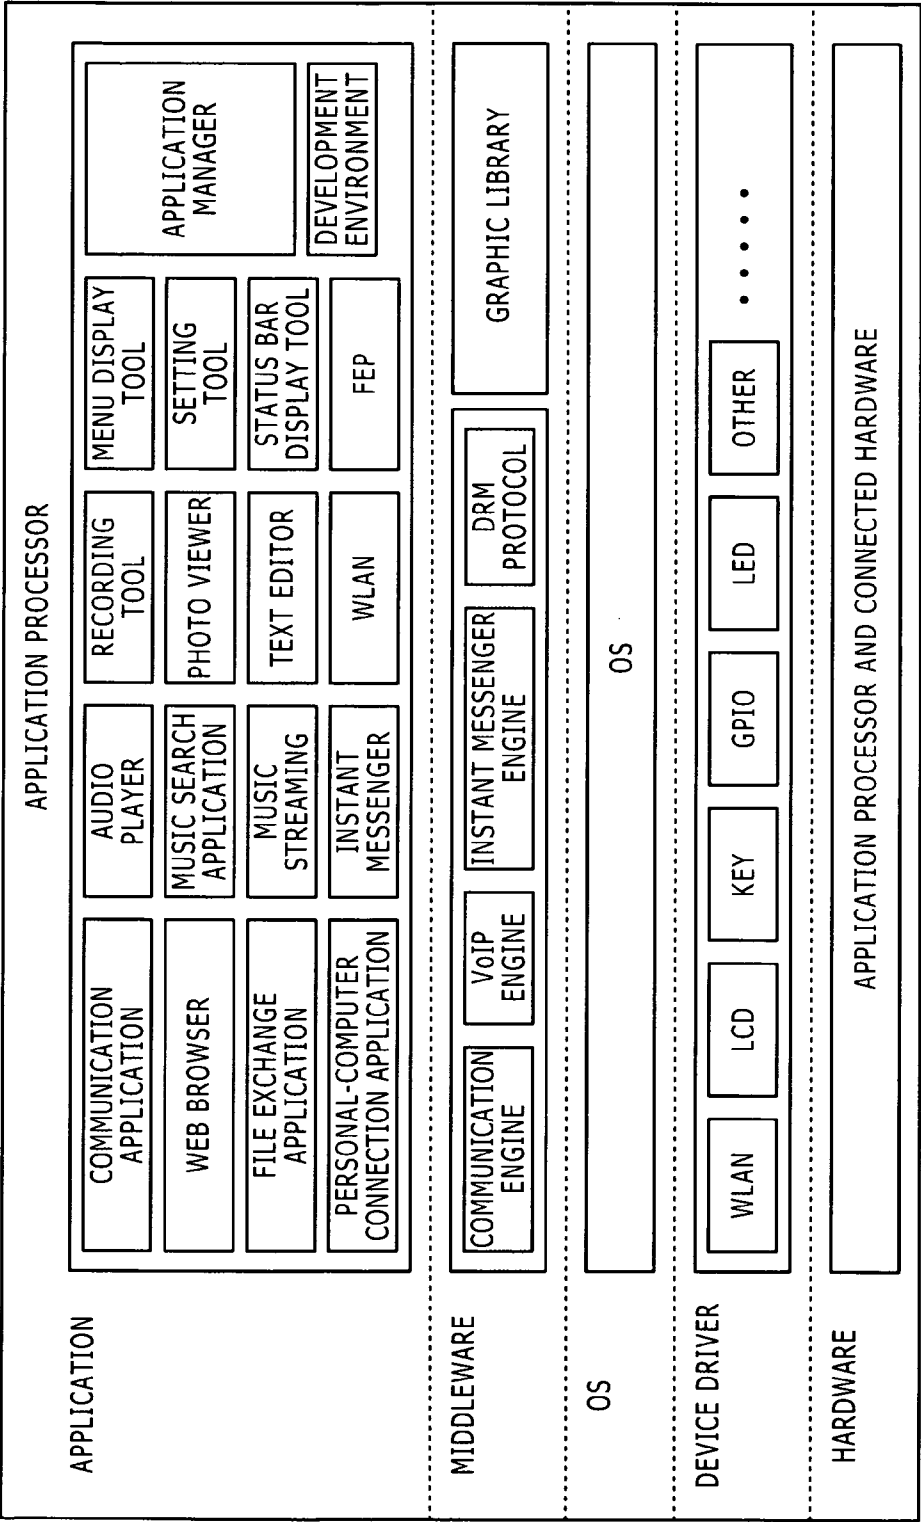 APPLICATION PROCESSOR
APPLICATION
COMMUNICATION
APPLICATION
AUDIO
PLAYER
RECORDING
TOOL
MENU DISPLAY
TOOL
APPLICATION
MANAGER
WEB BROWSER
MUSIC SEARCH
APPLICATION
PHOTO VIEWER
SETTING
TOOL
FILE EXCHANGE
APPLICATION
MUSIC
STREAMING
TEXT EDITOR
STATUS BAR
DISPLAY TOOL
PERSONAL-COMPUTER
CONNECTION APPLICATION
INSTANT
MESSENGER
WLAN
FEP
DEVELOPMENT
ENVIRONMENT
MIDDLEWARE
COMMUNICATION
ENGINE
VoIP
ENGINE
INSTANT MESSENGER
ENGINE
DRM
PROTOCOL
GRAPHIC LIBRARY
OS
OS
DEVICE DRIVER
WLAN
LCD
KEY
GPIO
LED
OTHER
• • • • •
HARDWARE
APPLICATION PROCESSOR AND CONNECTED HARDWARE